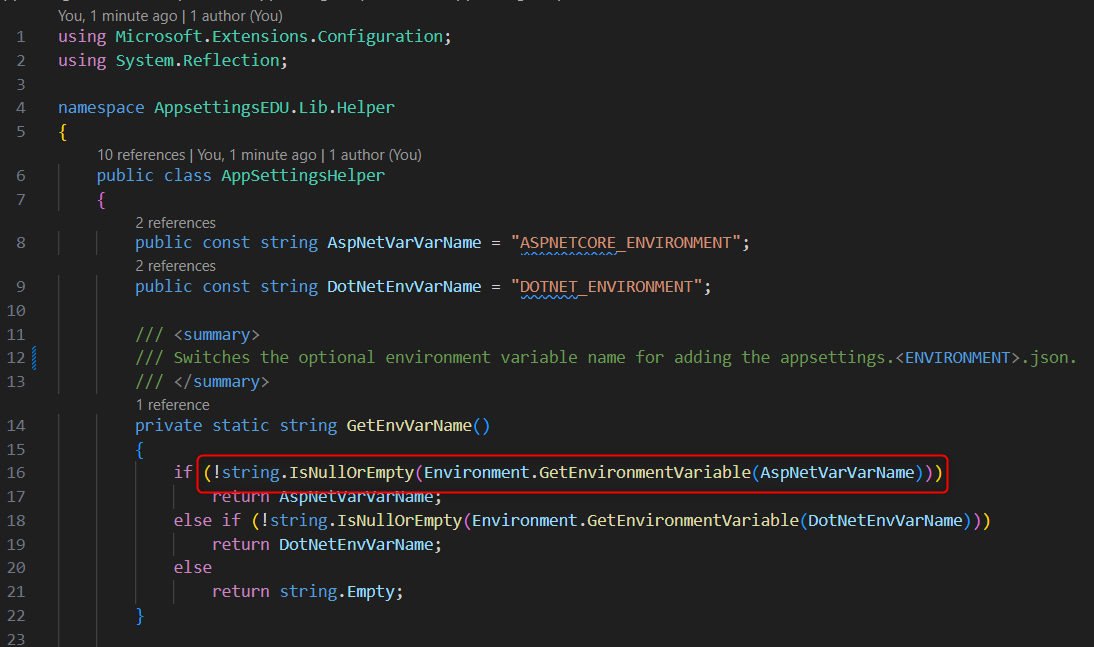 You, 1 minute ago | 1 author (You)
1 using Microsoft.Extensions.Configuration;
2 using System.Reflection;
3
4 namespace AppsettingsEDU.Lib.Helper
5 {
10 references | You, 1 minute ago | 1 author (You)
6 public class AppSettingsHelper
7 {
2 references
8 public const string AspNetVarVarName = "ASPNETCORE_ENVIRONMENT";
2 references
9 public const string DotNetEnvVarName = "DOTNET_ENVIRONMENT";
10
11 /// <summary>
12 /// Switches the optional environment variable name for adding the appsettings.<ENVIRONMENT>.json.
13 /// </summary>
1 reference
14 private static string GetEnvVarName()
15 {
16 if (!string.IsNullOrEmpty(Environment.GetEnvironmentVariable(AspNetVarVarName)))
17 return AspNetVarVarName;
18 else if (!string.IsNullOrEmpty(Environment.GetEnvironmentVariable(DotNetEnvVarName)))
19 return DotNetEnvVarName;
20 else
21 return string.Empty;
22 }
23